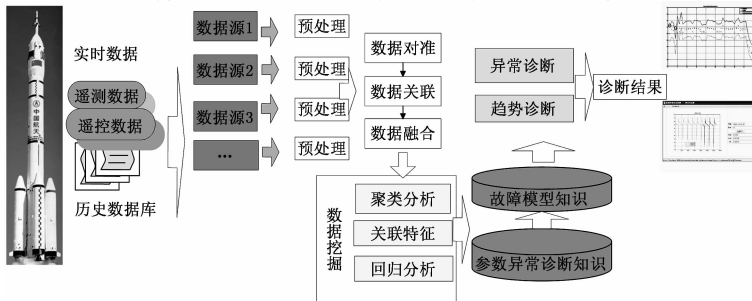 中国航天
实时数据
遥测数据
遥控数据
历史数据库
数据源1
数据源2
数据源3
...
预处理
预处理
预处理
预处理
数据对准
数据关联
数据融合
数据挖掘
聚类分析
关联特征
回归分析
异常诊断
趋势诊断
故障模型知识
参数异常诊断知识
诊断结果